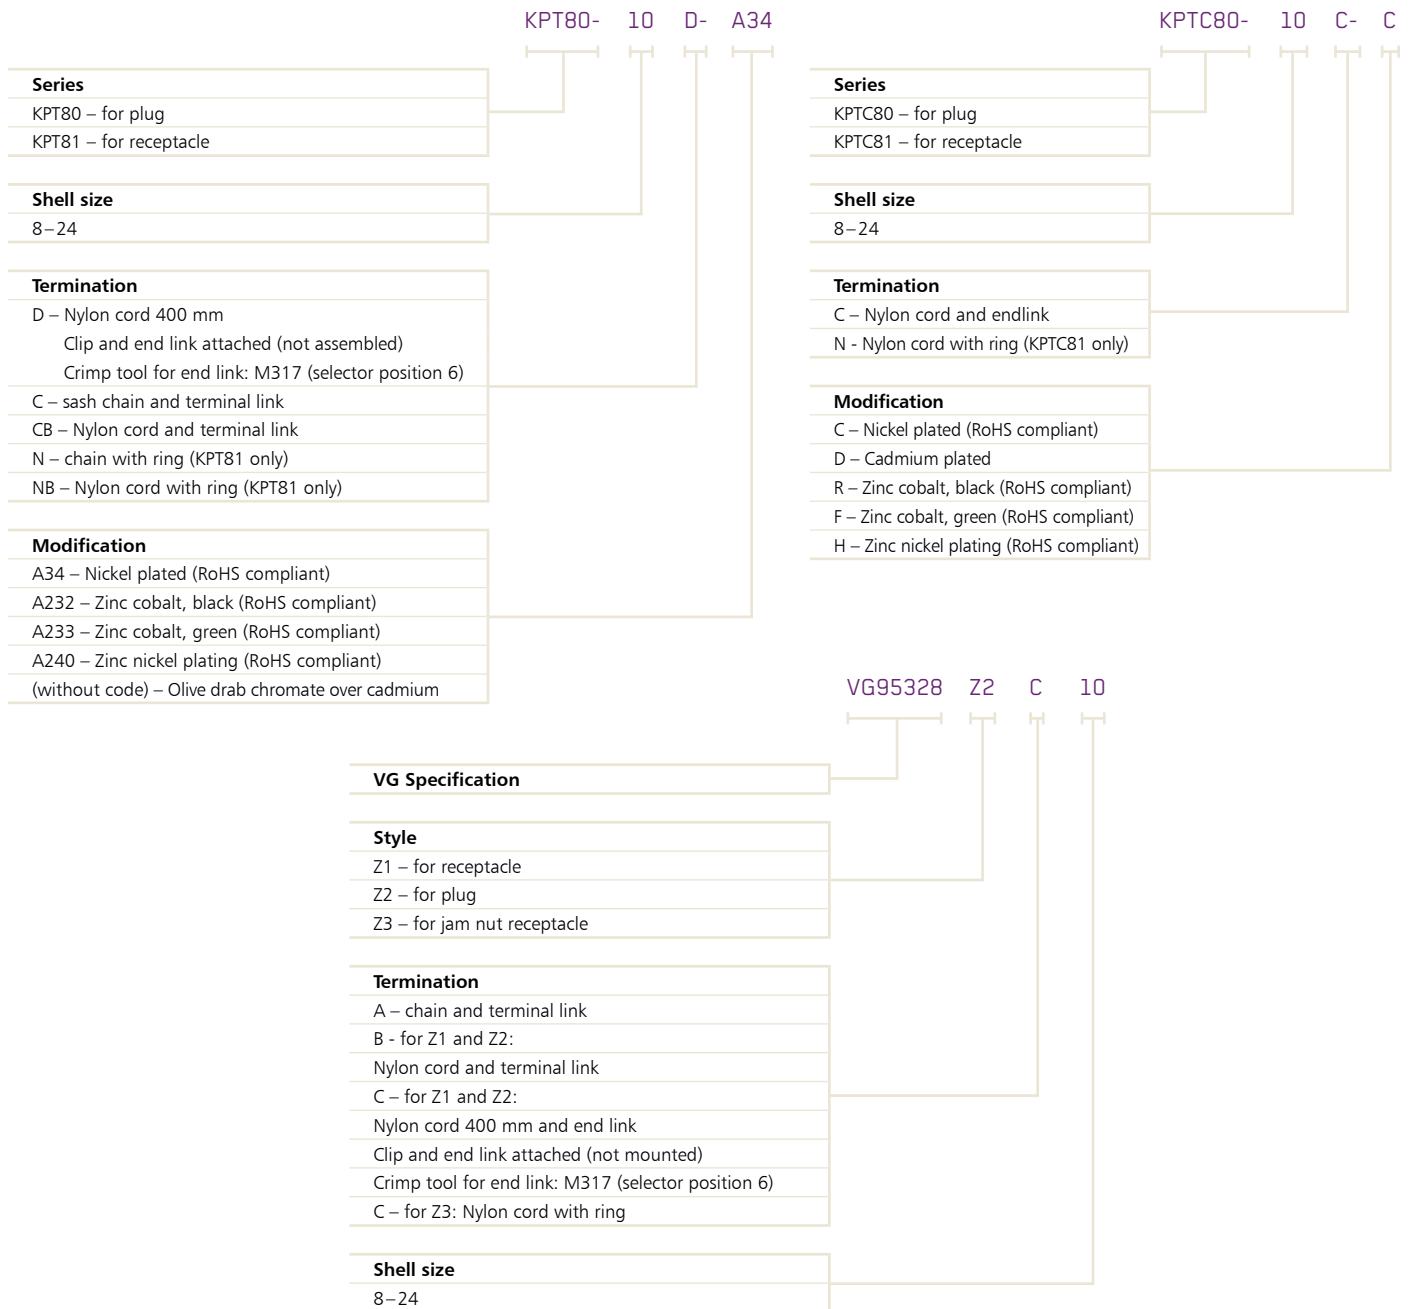 KPT80- 10 D- A34
Series
KPT80 – for plug
KPT81 – for receptacle
Shell size
8–24
Termination
D – Nylon cord 400 mm
Clip and end link attached (not assembled)
Crimp tool for end link: M317 (selector position 6)
C – sash chain and terminal link
CB – Nylon cord and terminal link
N – chain with ring (KPT81 only)
NB – Nylon cord with ring (KPT81 only)
Modification
A34 – Nickel plated (RoHS compliant)
A232 – Zinc cobalt, black (RoHS compliant)
A233 – Zinc cobalt, green (RoHS compliant)
A240 – Zinc nickel plating (RoHS compliant)
(without code) – Olive drab chromate over cadmium
KPTC80- 10 C- C
Series
KPTC80 – for plug
KPTC81 – for receptacle
Shell size
8–24
Termination
C – Nylon cord and endlink
N - Nylon cord with ring (KPTC81 only)
Modification
C – Nickel plated (RoHS compliant)
D – Cadmium plated
R – Zinc cobalt, black (RoHS compliant)
F – Zinc cobalt, green (RoHS compliant)
H – Zinc nickel plating (RoHS compliant)
VG95328 Z2 C 10
VG Specification
Style
Z1 – for receptacle
Z2 – for plug
Z3 – for jam nut receptacle
Termination
A – chain and terminal link
B - for Z1 and Z2:
Nylon cord and terminal link
C – for Z1 and Z2:
Nylon cord 400 mm and end link
Clip and end link attached (not mounted)
Crimp tool for end link: M317 (selector position 6)
C – for Z3: Nylon cord with ring
Shell size
8–24